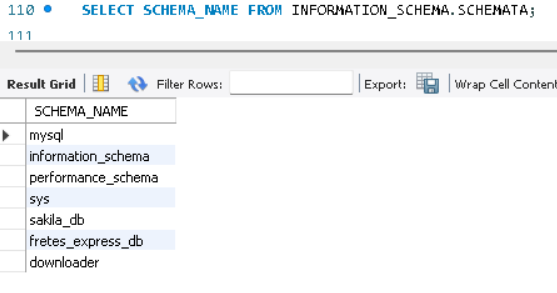 110 SELECT SCHEMA_NAME FROM INFORMATION_SCHEMA.SCHEMATA;
111
Result Grid Filter Rows: Export: Wrap Cell Content
SCHEMA_NAME
mysql
information_schema
performance_schema
sys
sakila_db
fretes_express_db
downloader